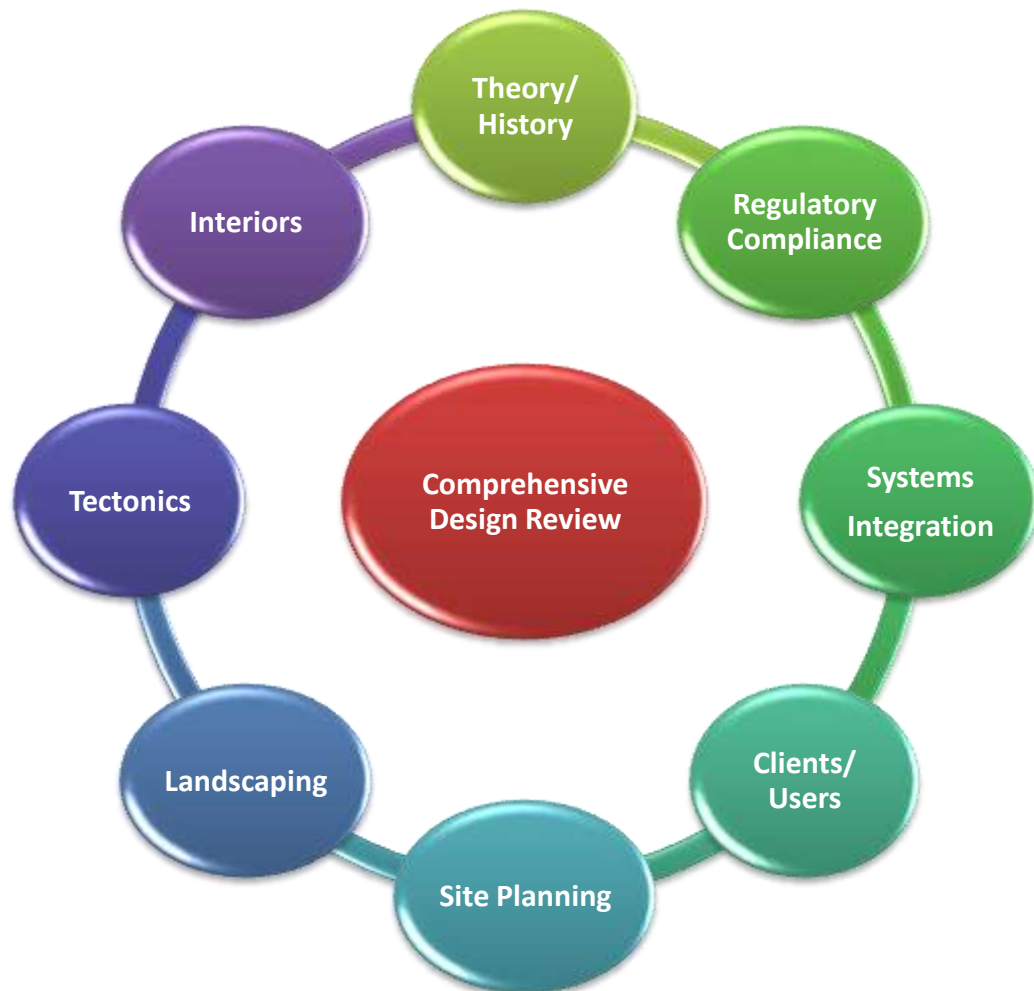 Theory/
History
Regulatory
Compliance
Systems
Integration
Clients/
Users
Site Planning
Landscaping
Tectonics
Interiors
Comprehensive
Design Review